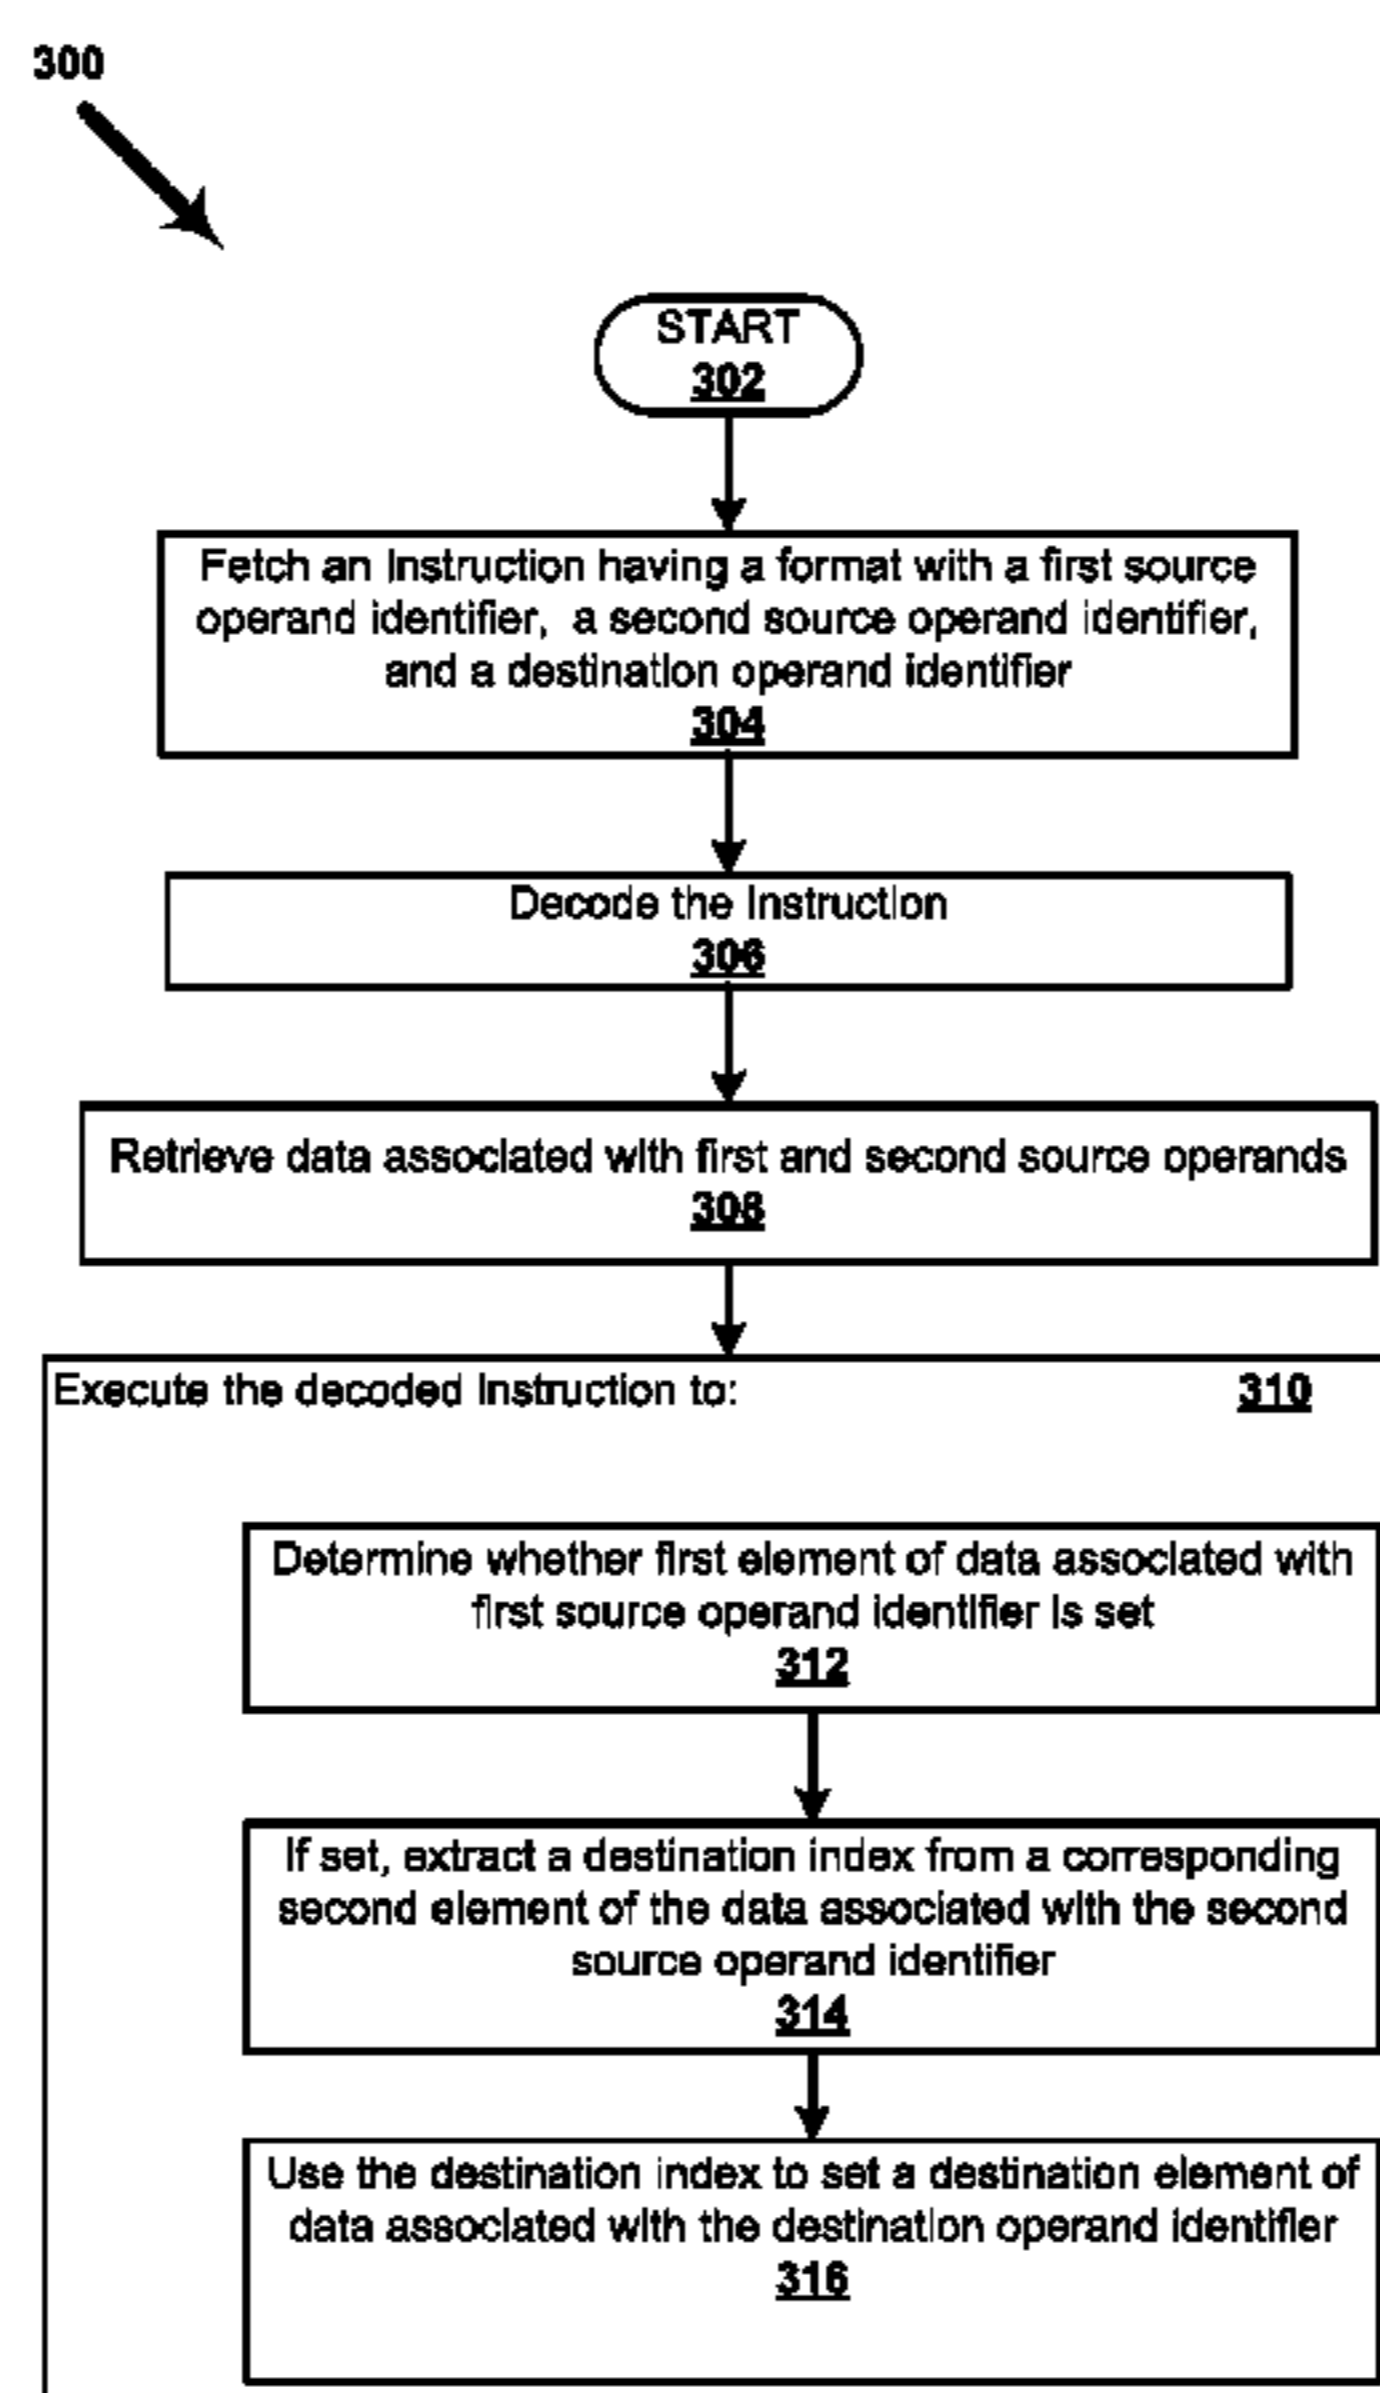 300
START
302
Fetch an Instruction having a format with a first source
operand identifier, a second source operand identifier,
and a destination operand identifier
304
Decode the Instruction
306
Retrieve data associated with first and second source operands
308
Execute the decoded Instruction to:
310
Determine whether first element of data associated with
first source operand identifier is set
312
If set, extract a destination index from a corresponding
second element of the data associated with the second
source operand identifier
314
Use the destination index to set a destination element of
data associated with the destination operand identifier
316